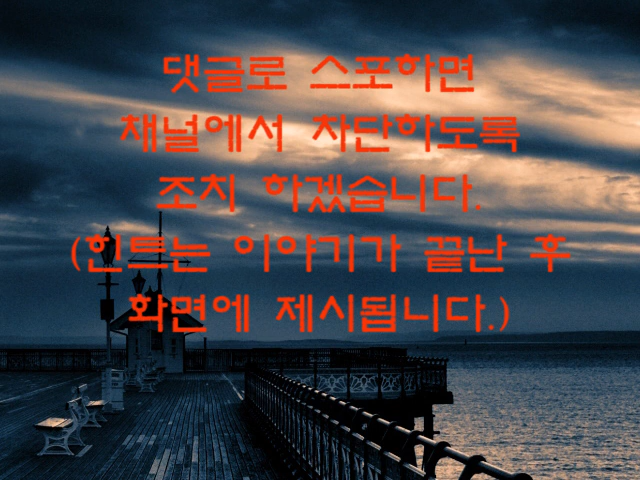 댓글로 스포하면
채널에서 차단하도록
조치 하겠습니다.
(힌트는 이야기가 끝난 후
화면에 제시됩니다.)